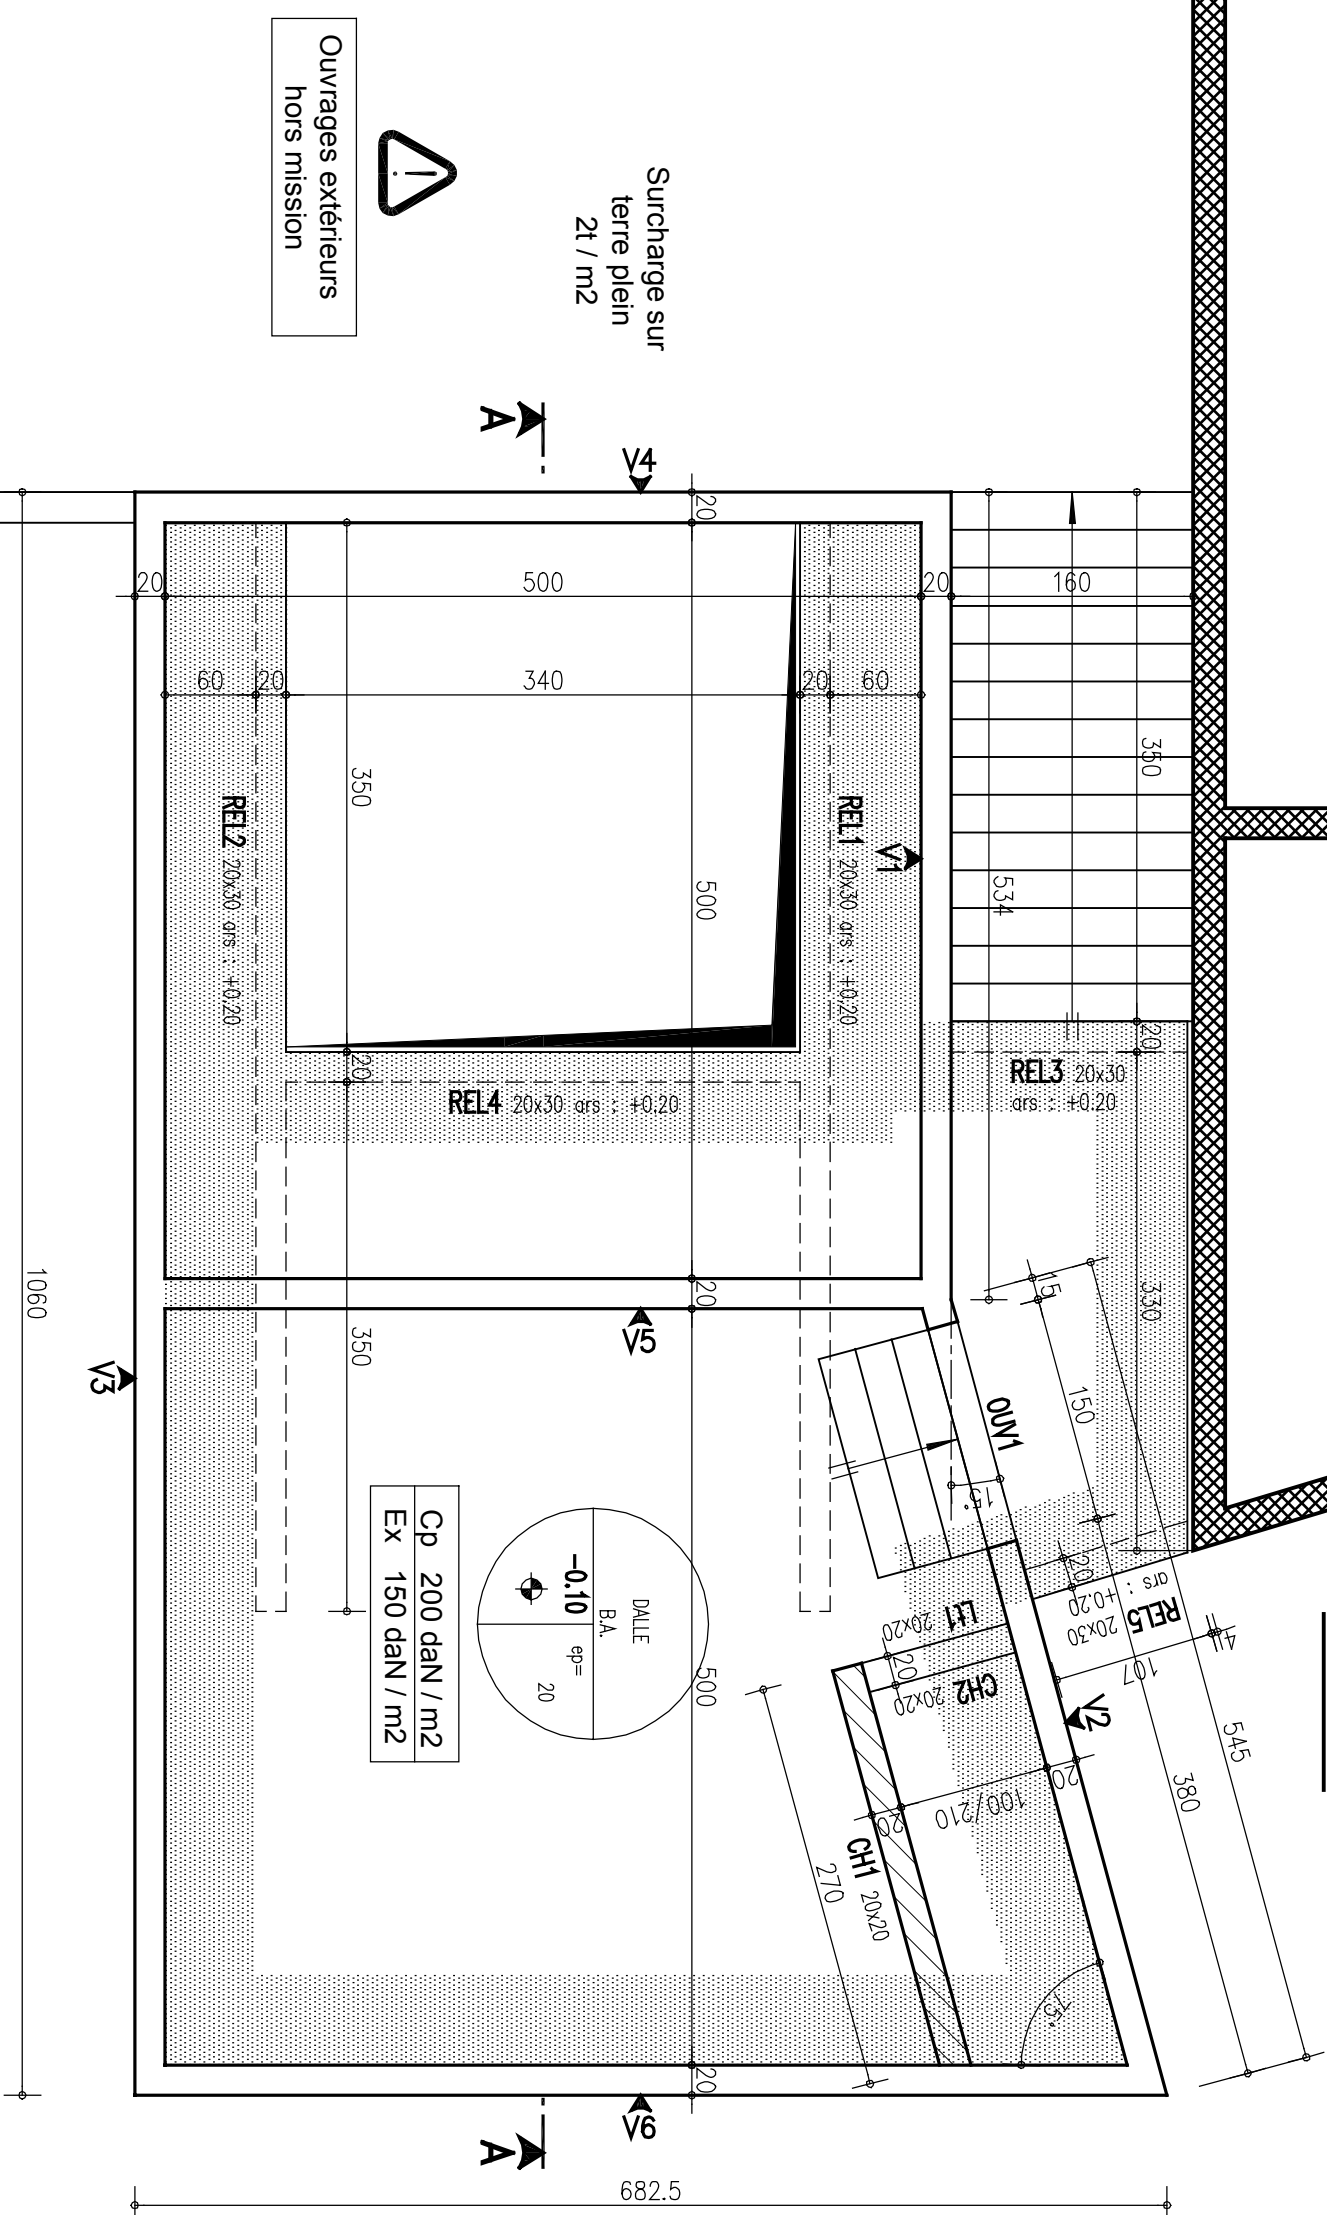 Ouvrages extérieurs
hors mission
Surcharge sur
terre plein
2t / m2
A
V4
20
20
500
20
160
60
20
340
20
60
350
350
534
500
REL1 20x30 ars : +0.20
V1
REL2 20x30 ars : +0.20
20
20
REL3 20x30
ars : +0.20
REL4 20x30 ars : +0.20
1060
20
15
330
350
V5
V3
150
OUV1
15°
Cp 200 daN / m2
Ex 150 daN / m2
DALLE
B.A.
-0.10
ep=
20
500
20
REL5
20x30
ars : +0.20
4
107
Lt1
20x20
20
CH2 20x20
V2
545
380
20
100/210
20
CH1 20x20
270
75°
20
V6
A
682.5